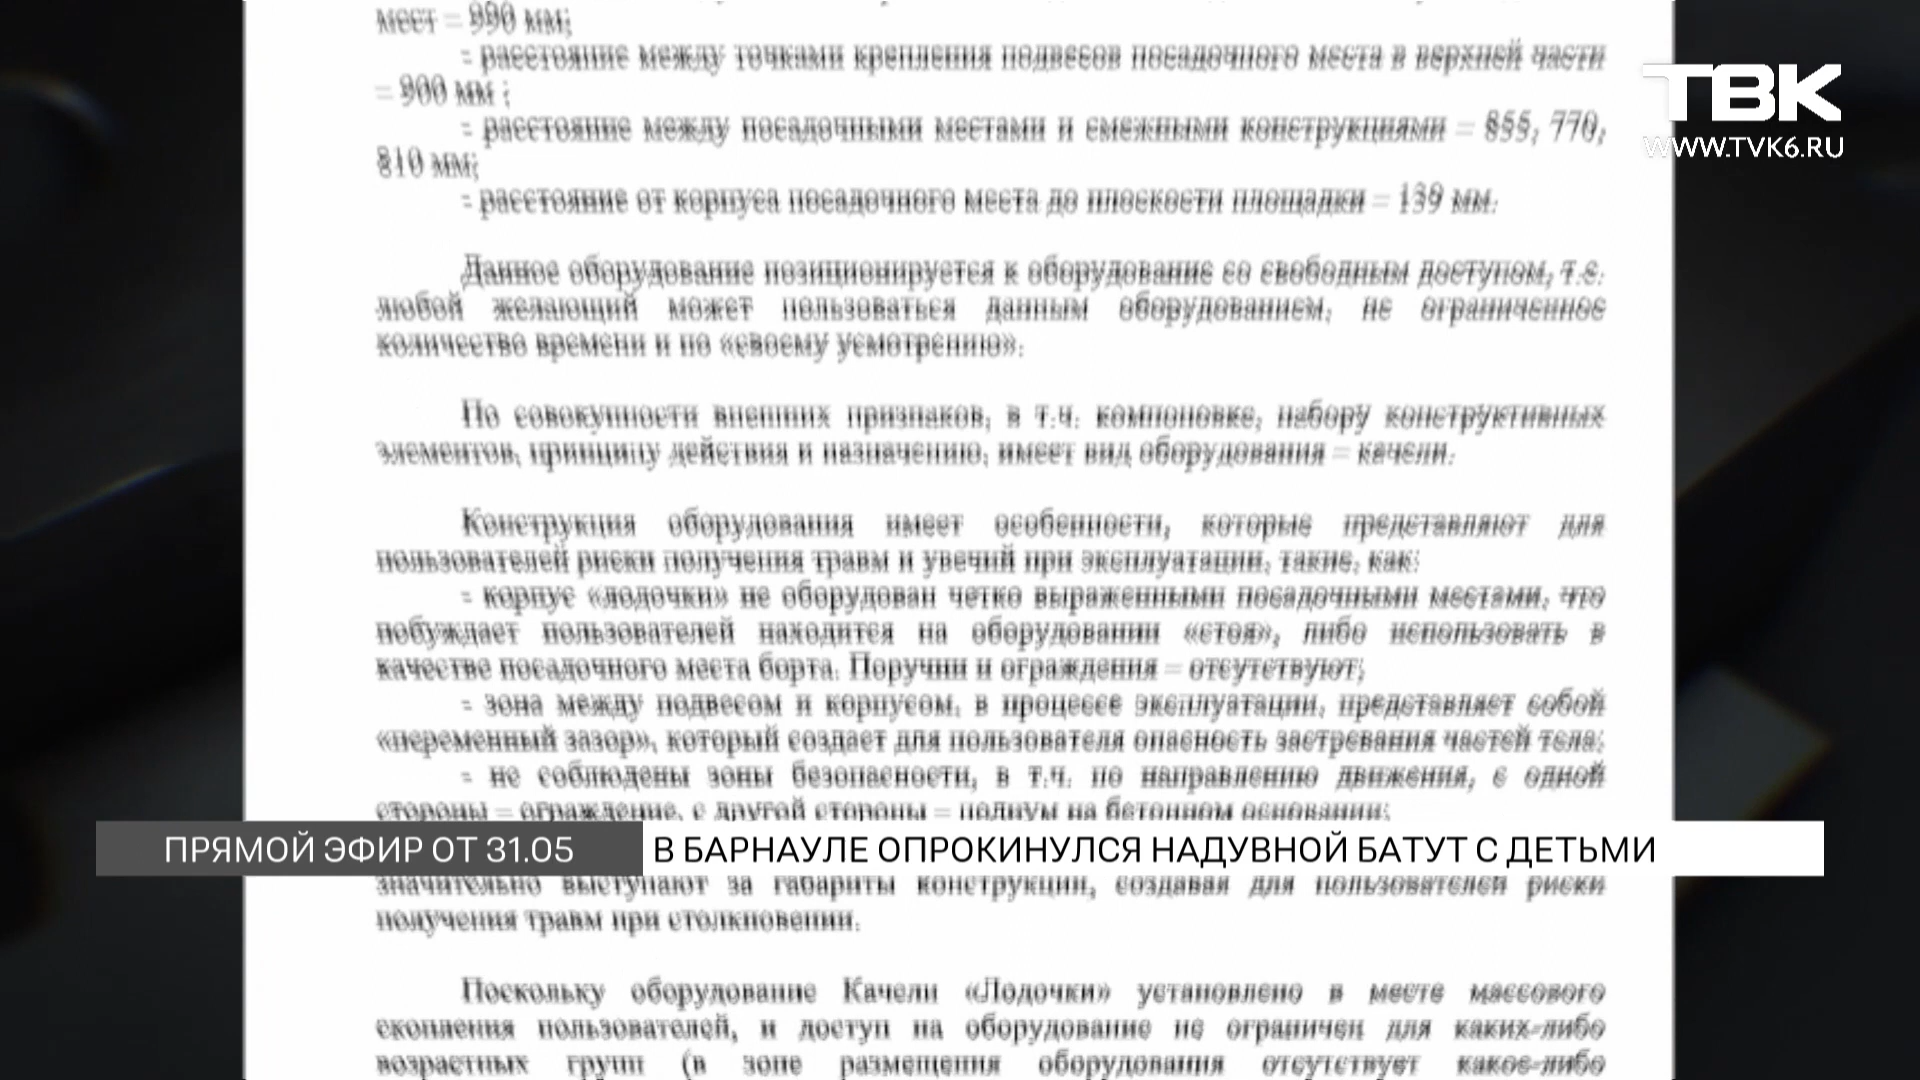 мест – 990 мм;
- расстояние между точками крепления подвесов посадочного места в верхней части
– 900 мм ;
- расстояние между посадочными местами и смежными конструкциями – 855, 770,
810 мм;
- расстояние от корпуса посадочного места до плоскости площадки – 139 мм.
Данное оборудование позиционируется к оборудование со свободным доступом, т.е.
любой желающий может пользоваться данным оборудованием, не ограниченное
количество времени и по «своему усмотрению».
По совокупности внешних признаков, в т.ч. компоновке, набору конструктивных
элементов, принципу действия и назначению, имеет вид оборудования – качели.
Конструкция оборудования имеет особенности, которые представляют для
пользователей риски получения травм и увечий при эксплуатации, такие, как:
- корпус «лодочки» не оборудован четко выраженными посадочными местами, что
побуждает пользователей находится на оборудовании «стоя», либо использовать в
качестве посадочного места борта. Поручни и ограждения – отсутствуют;
- зона между подвесом и корпусом, в процессе эксплуатации, представляет собой
«переменный зазор», который создает для пользователя опасность застревания частей тела;
- не соблюдены зоны безопасности, в т.ч. по направлению движения, с одной
стороны – ограждение, с другой стороны – подиум на бетонном основании;
значительно выступают за габариты конструкции, создавая для пользователей риски
получения травм при столкновении.
Поскольку оборудование Качели «Лодочки» установлено в месте массового
скопления пользователей, и доступ на оборудование не ограничен для каких-либо
возрастных групп (в зоне размещения оборудования отсутствует какое-либо
ТВК
WWW.TVK6.RU
ПРЯМОЙ ЭФИР ОТ 31.05
В БАРНАУЛЕ ОПРОКИНУЛСЯ НАДУВНОЙ БАТУТ С ДЕТЬМИ